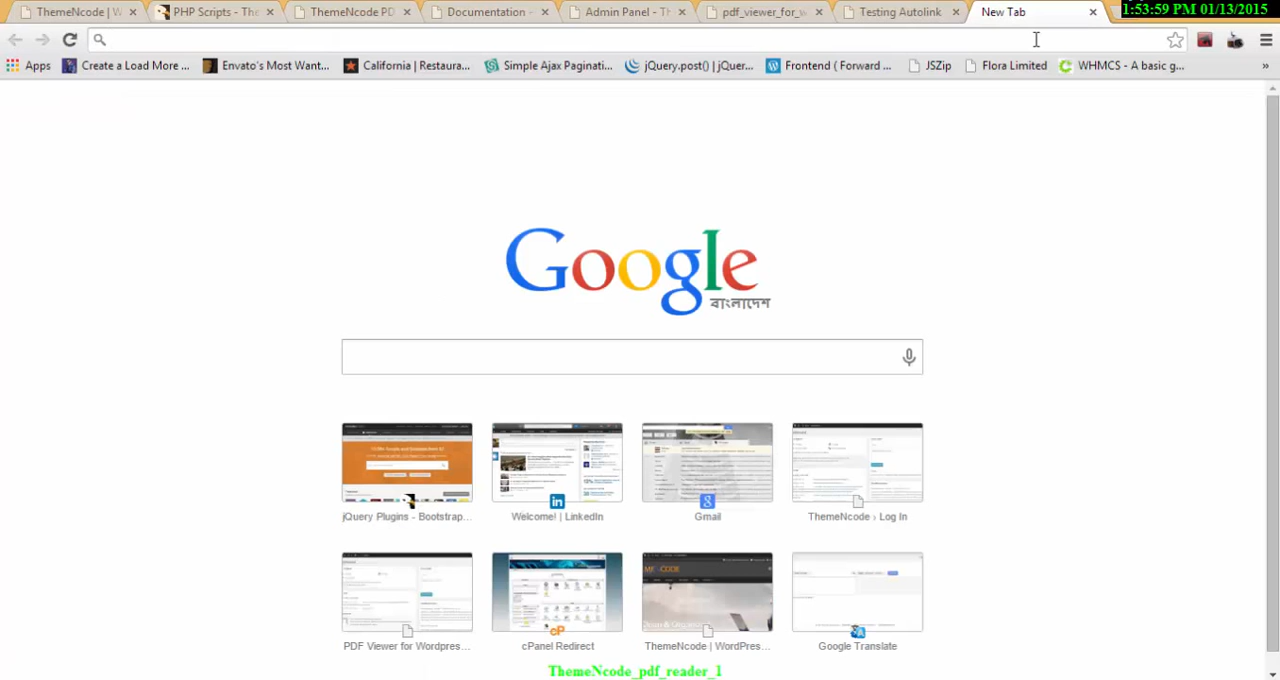 ThemeNcode | W
PHP Scripts - The
ThemeNcode PD
Documentation -
Admin Panel - Th
pdf_viewer_for_w
Testing Autolink
New Tab
1:53:59 PM 01/13/2015
Apps
Create a Load More ...
Envato's Most Want...
California | Restaura...
Simple Ajax Paginati...
jQuery.post() | jQuer...
Frontend ( Forward ...
JSZip
Flora Limited
WHMCS - A basic g...
»
Google
বাংলাদেশ
jQuery Plugins - Bootstrap...
Welcome! | LinkedIn
Gmail
ThemeNcode › Log In
PDF Viewer for Wordpres...
cPanel Redirect
ThemeNcode | WordPres...
Google Translate
ThemeNcode_pdf_reader_1